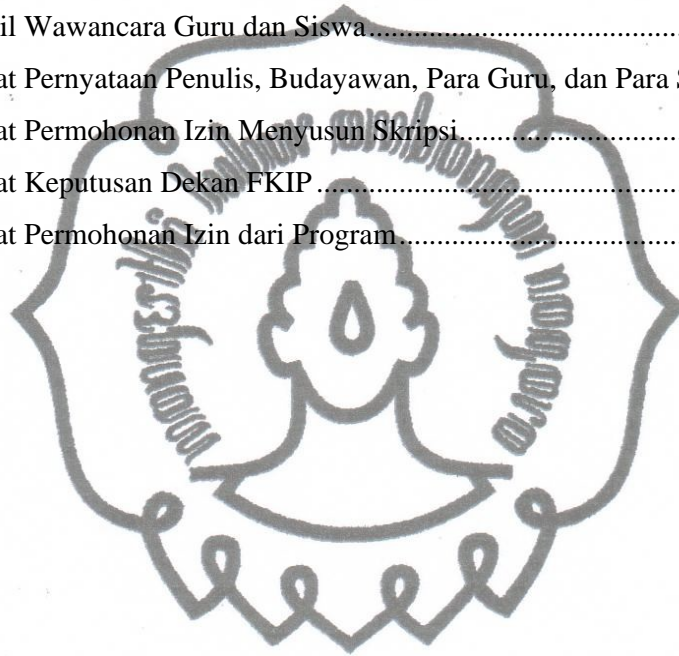 il Wawancara Guru dan Siswa..........................................
at Pernyataan Penulis, Budayawan, Para Guru, dan Para S
at Permohonan Izin Menyusun Skripsi.............................
at Keputusan Dekan FKIP.................................................
at Permohonan Izin dari Program.....................................